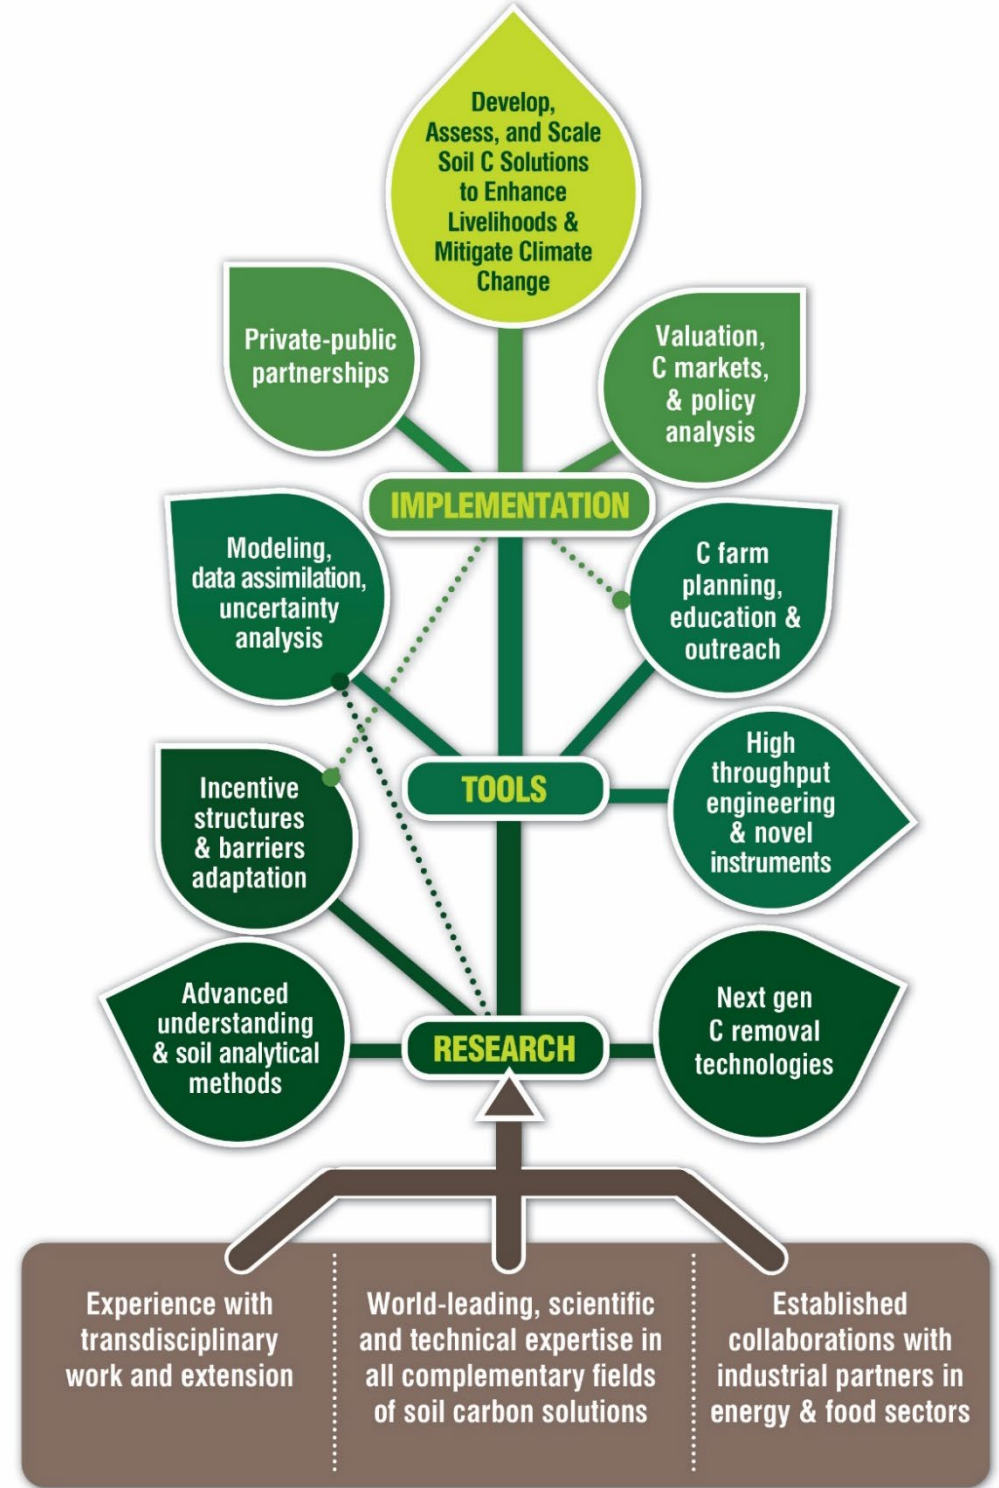 Develop,
Assess, and Scale
Soil C Solutions
to Enhance
Livelihoods &
Mitigate Climate
Change
Private-public
partnerships
Valuation,
C markets,
& policy
analysis
IMPLEMENTATION
Modeling,
data assimilation,
uncertainty
analysis
C farm
planning,
education &
outreach
TOOLS
High
throughput
engineering
& novel
instruments
Incentive
structures
& barriers
adaptation
Advanced
understanding
& soil analytical
methods
RESEARCH
Next gen
C removal
technologies
Experience with
transdisciplinary
work and extension
World-leading, scientific
and technical expertise in
all complementary fields
of soil carbon solutions
Established
collaborations with
industrial partners in
energy & food sectors